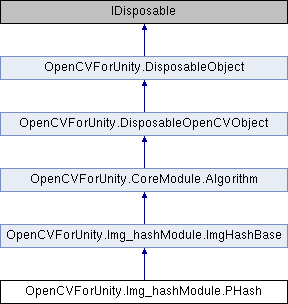 IDisposable
OpenCVForUnity.DisposableObject
OpenCVForUnity.DisposableOpenCVObject
OpenCVForUnity.CoreModule.Algorithm
OpenCVForUnity.Img_hashModule.ImgHashBase
OpenCVForUnity.Img_hashModule.PHash